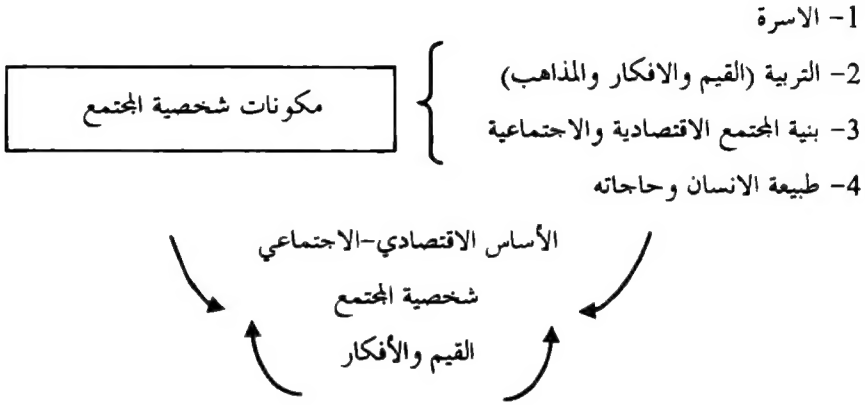 1- الاسرة
2- التربية (القيم والافكار والمذاهب)
3- بنية المجتمع الاقتصادية والاجتماعية
4- طبيعة الانسان وحاجاته
مكونات شخصية المجتمع
الأساس الاقتصادي-الاجتماعي
شخصية المجتمع
القيم والأفكار